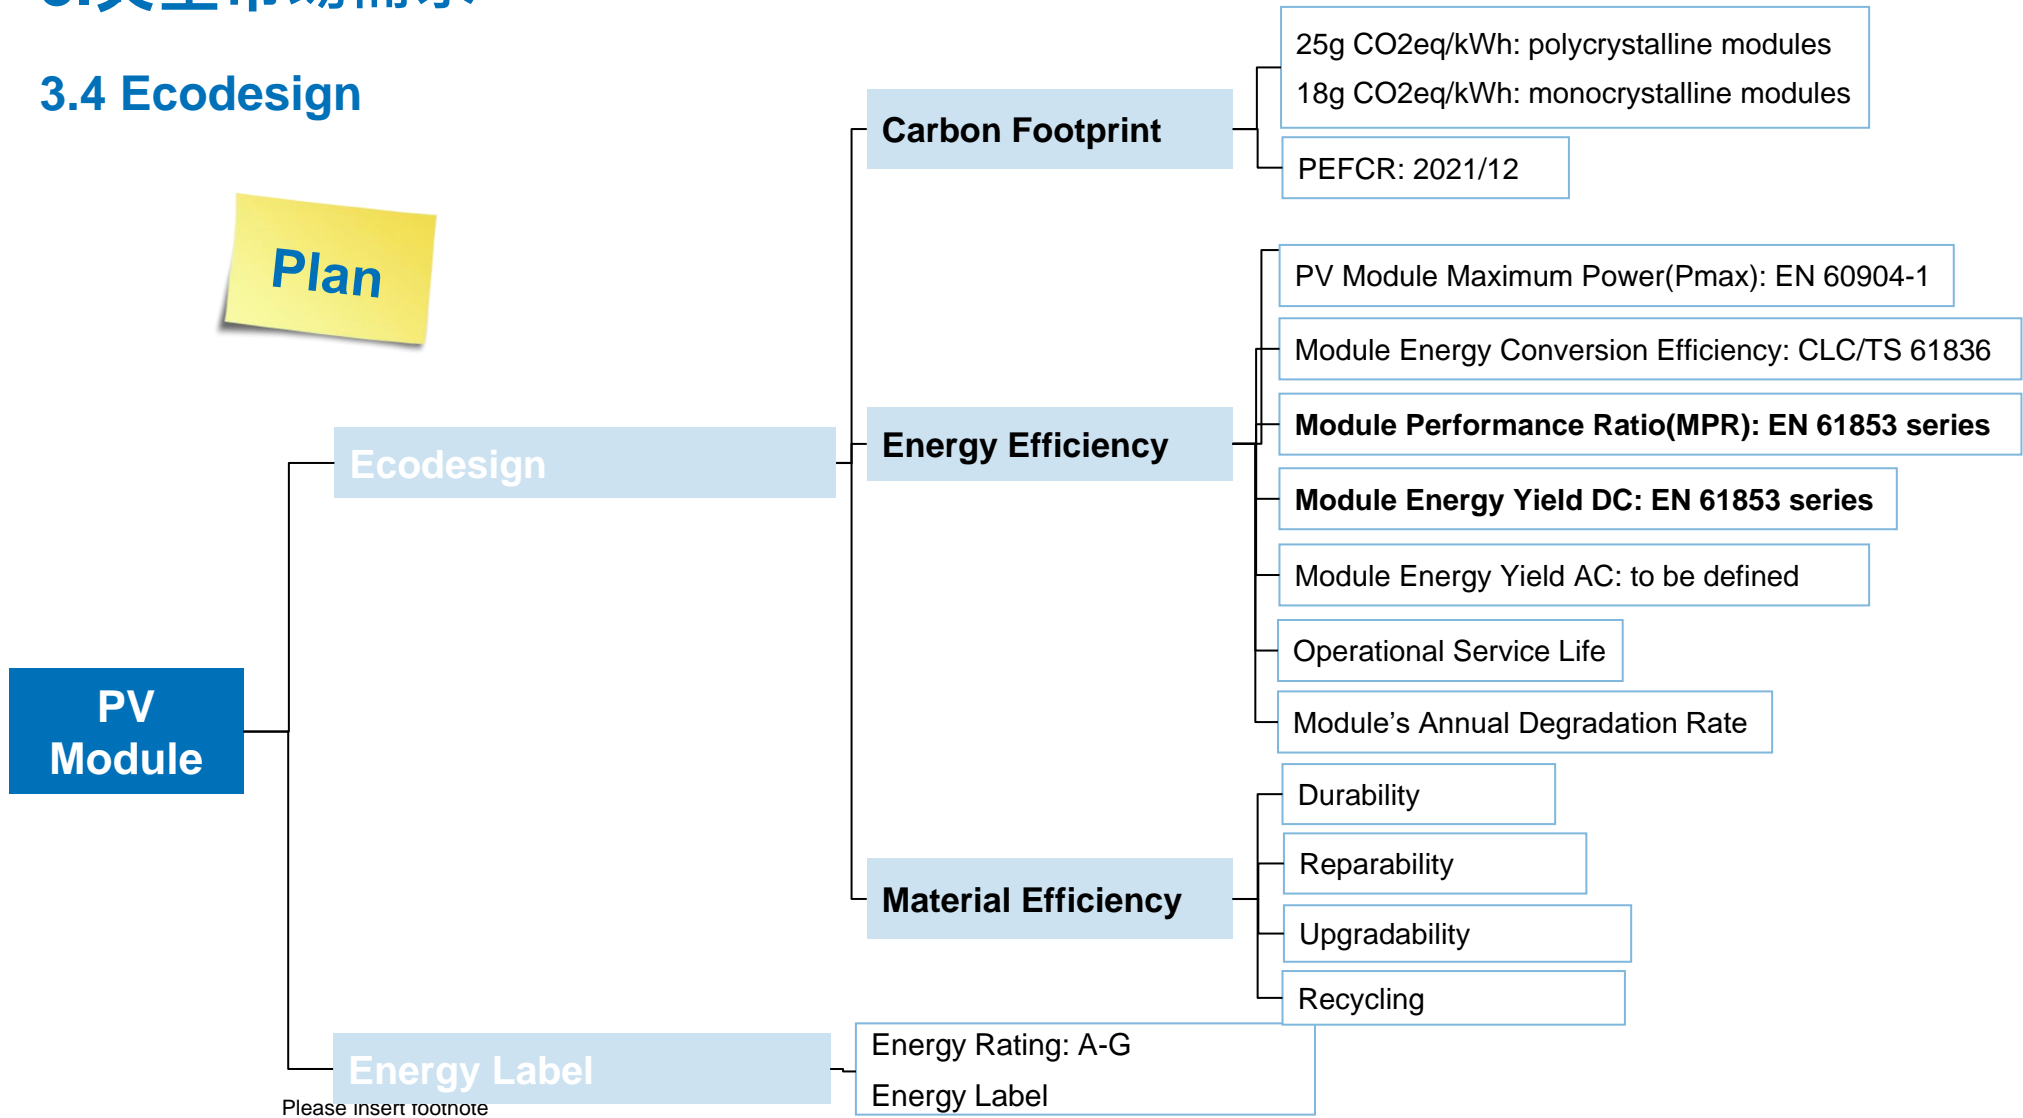 3.4 Ecodesign
Plan
PV
Module
Ecodesign
Energy Label
Carbon Footprint
25g CO2eq/kWh: polycrystalline modules
18g CO2eq/kWh: monocrystalline modules
PEFCR: 2021/12
Energy Efficiency
PV Module Maximum Power(Pmax): EN 60904-1
Module Energy Conversion Efficiency: CLC/TS 61836
Module Performance Ratio(MPR): EN 61853 series
Module Energy Yield DC: EN 61853 series
Module Energy Yield AC: to be defined
Operational Service Life
Module’s Annual Degradation Rate
Material Efficiency
Durability
Reparability
Upgradability
Recycling
Energy Rating: A-G
Energy Label
Please insert footnote